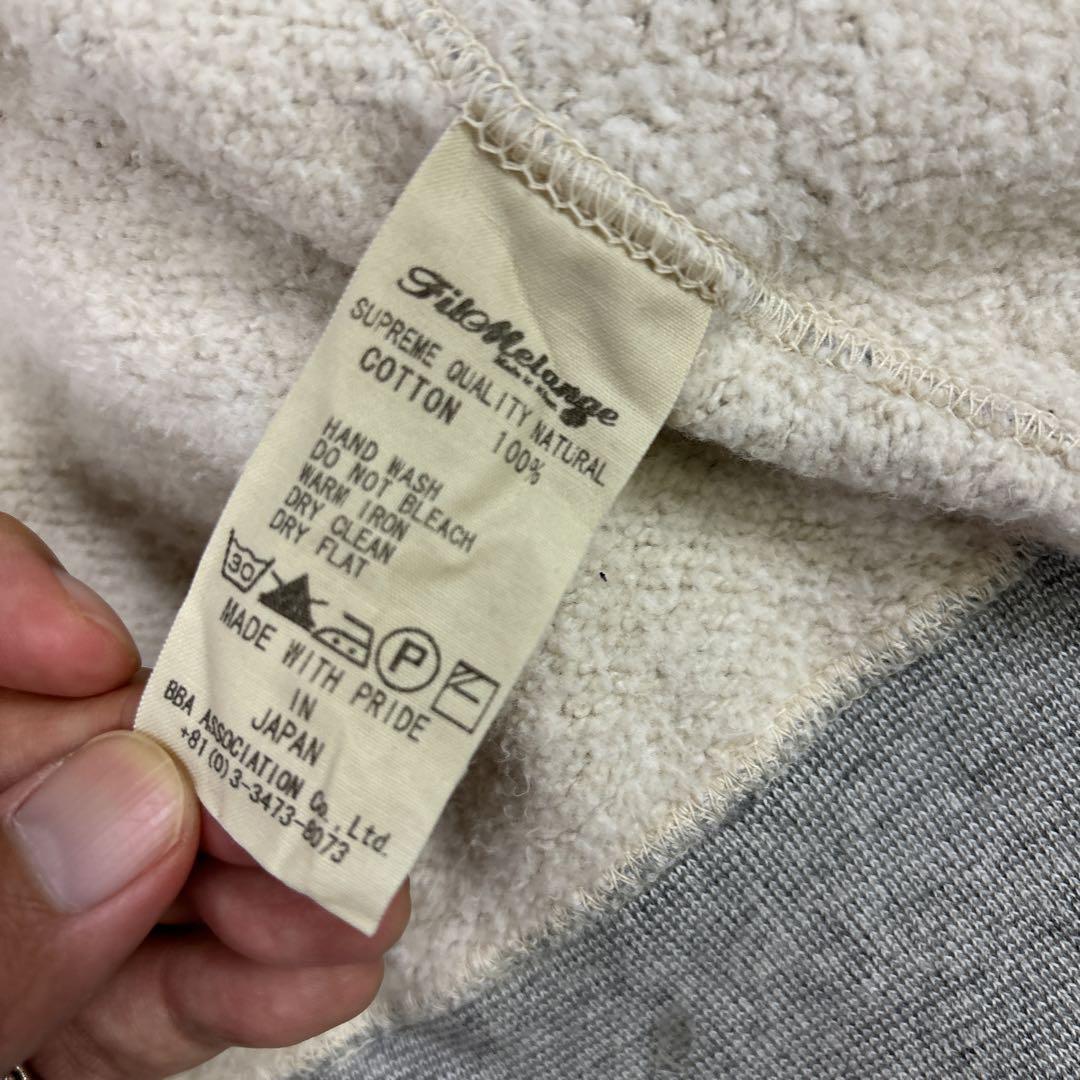 FilMelange
SUPREME QUALITY NATURAL
COTTON 100%
HAND WASH
DO NOT BLEACH
WARM IRON
DRY CLEAN
DRY FLAT
30 P
MADE WITH PRIDE
IN
JAPAN
BBA ASSOCIATION Co., Ltd.
+81(0)3-3473-8073